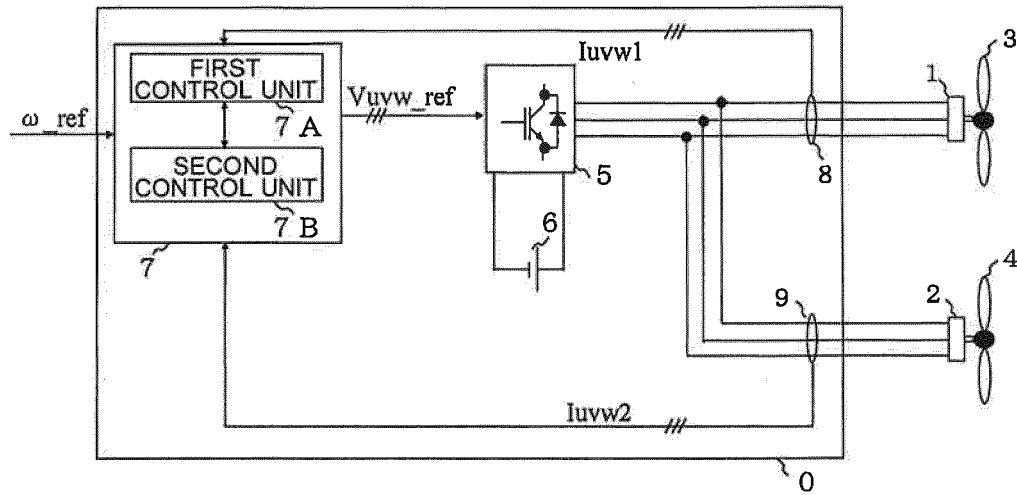 Iuvw1
3
1
FIRST
CONTROL UNIT
7 A
ω_ref
Vuvw_ref
SECOND
CONTROL UNIT
7 B
7
5
8
6
4
9
2
Iuvw2
0